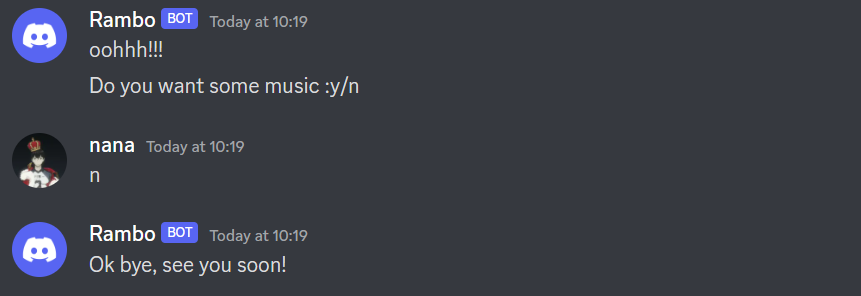 Rambo BOT Today at 10:19
oohhh!!!
Do you want some music :y/n
nana Today at 10:19
n
Rambo BOT Today at 10:19
Ok bye, see you soon!